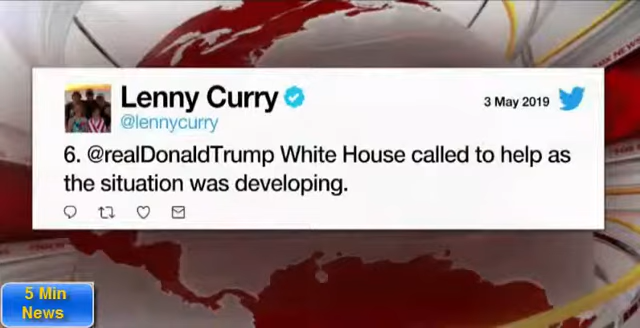 Lenny Curry
@lennycurry
3 May 2019
6. @realDonaldTrump White House called to help as
the situation was developing.
5 Min
News